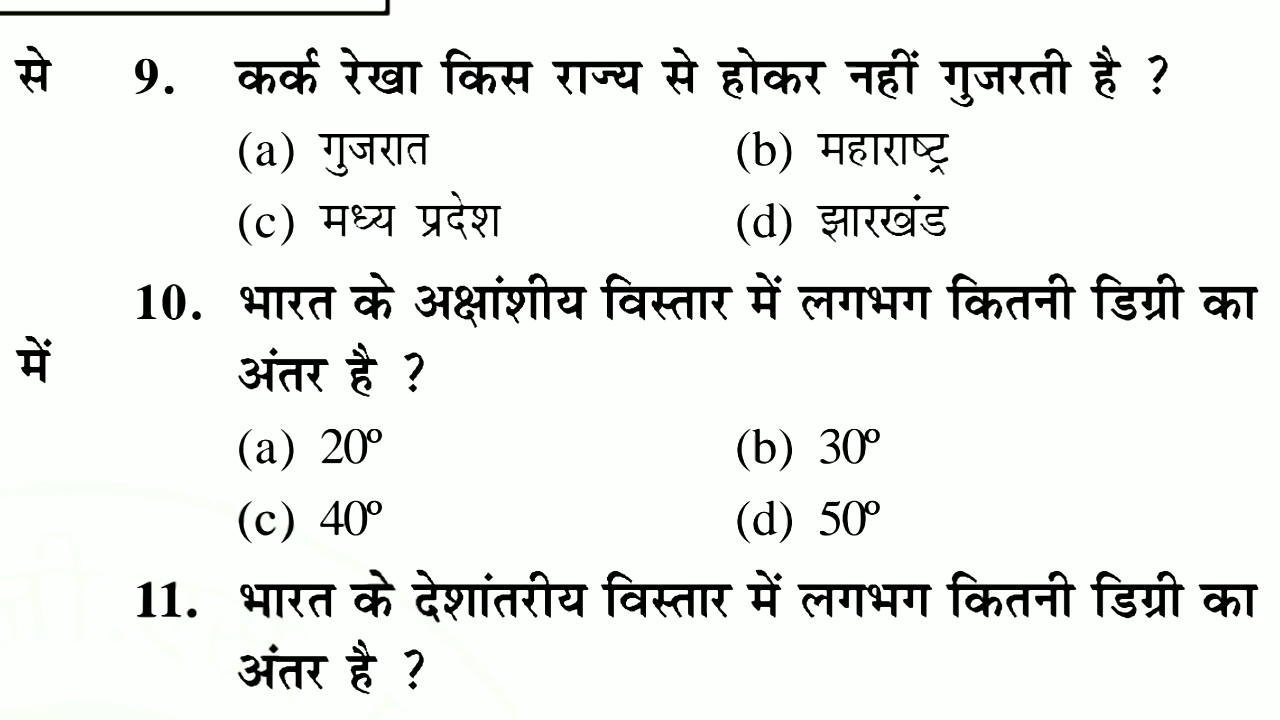 से
9. कर्क रेखा किस राज्य से होकर नहीं गुजरती है ?
(a) गुजरात (b) महाराष्ट्र
(c) मध्य प्रदेश (d) झारखंड
10. भारत के अक्षांशीय विस्तार में लगभग कितनी डिग्री का
में
अंतर है ?
(a) 20º (b) 30º
(c) 40º (d) 50º
11. भारत के देशांतरीय विस्तार में लगभग कितनी डिग्री का
अंतर है ?